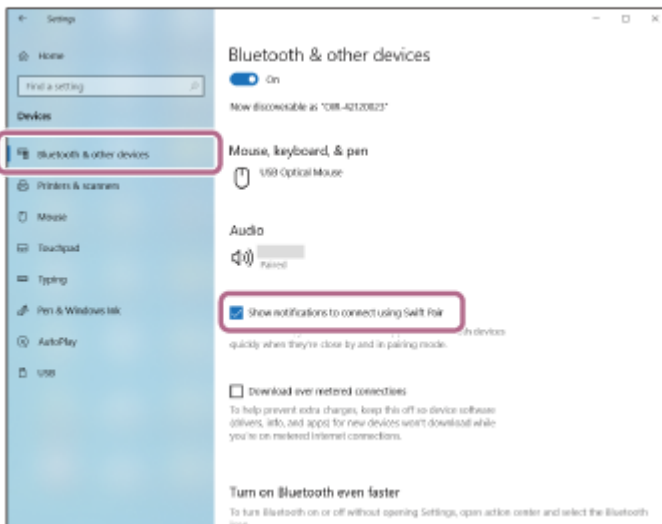 Settings
Home
Find a setting
Devices
Bluetooth & other devices
Printers & scanners
Mouse
Touchpad
Typing
Pen & Windows Ink
AutoPlay
USB
Bluetooth & other devices
On
Now discoverable as
Mouse, keyboard, & pen
USB Optical Mouse
Audio
Paired
Show notifications to connect using Swift Pair
devices
quickly when they're close by and in pairing mode.
Download over metered connections
To help prevent extra charges, keep this off so device software
(drivers, info, and apps) for new devices won't download while
you're on metered Internet connections.
Turn on Bluetooth even faster
To turn Bluetooth on or off without opening Settings, open action center and select the Bluetooth